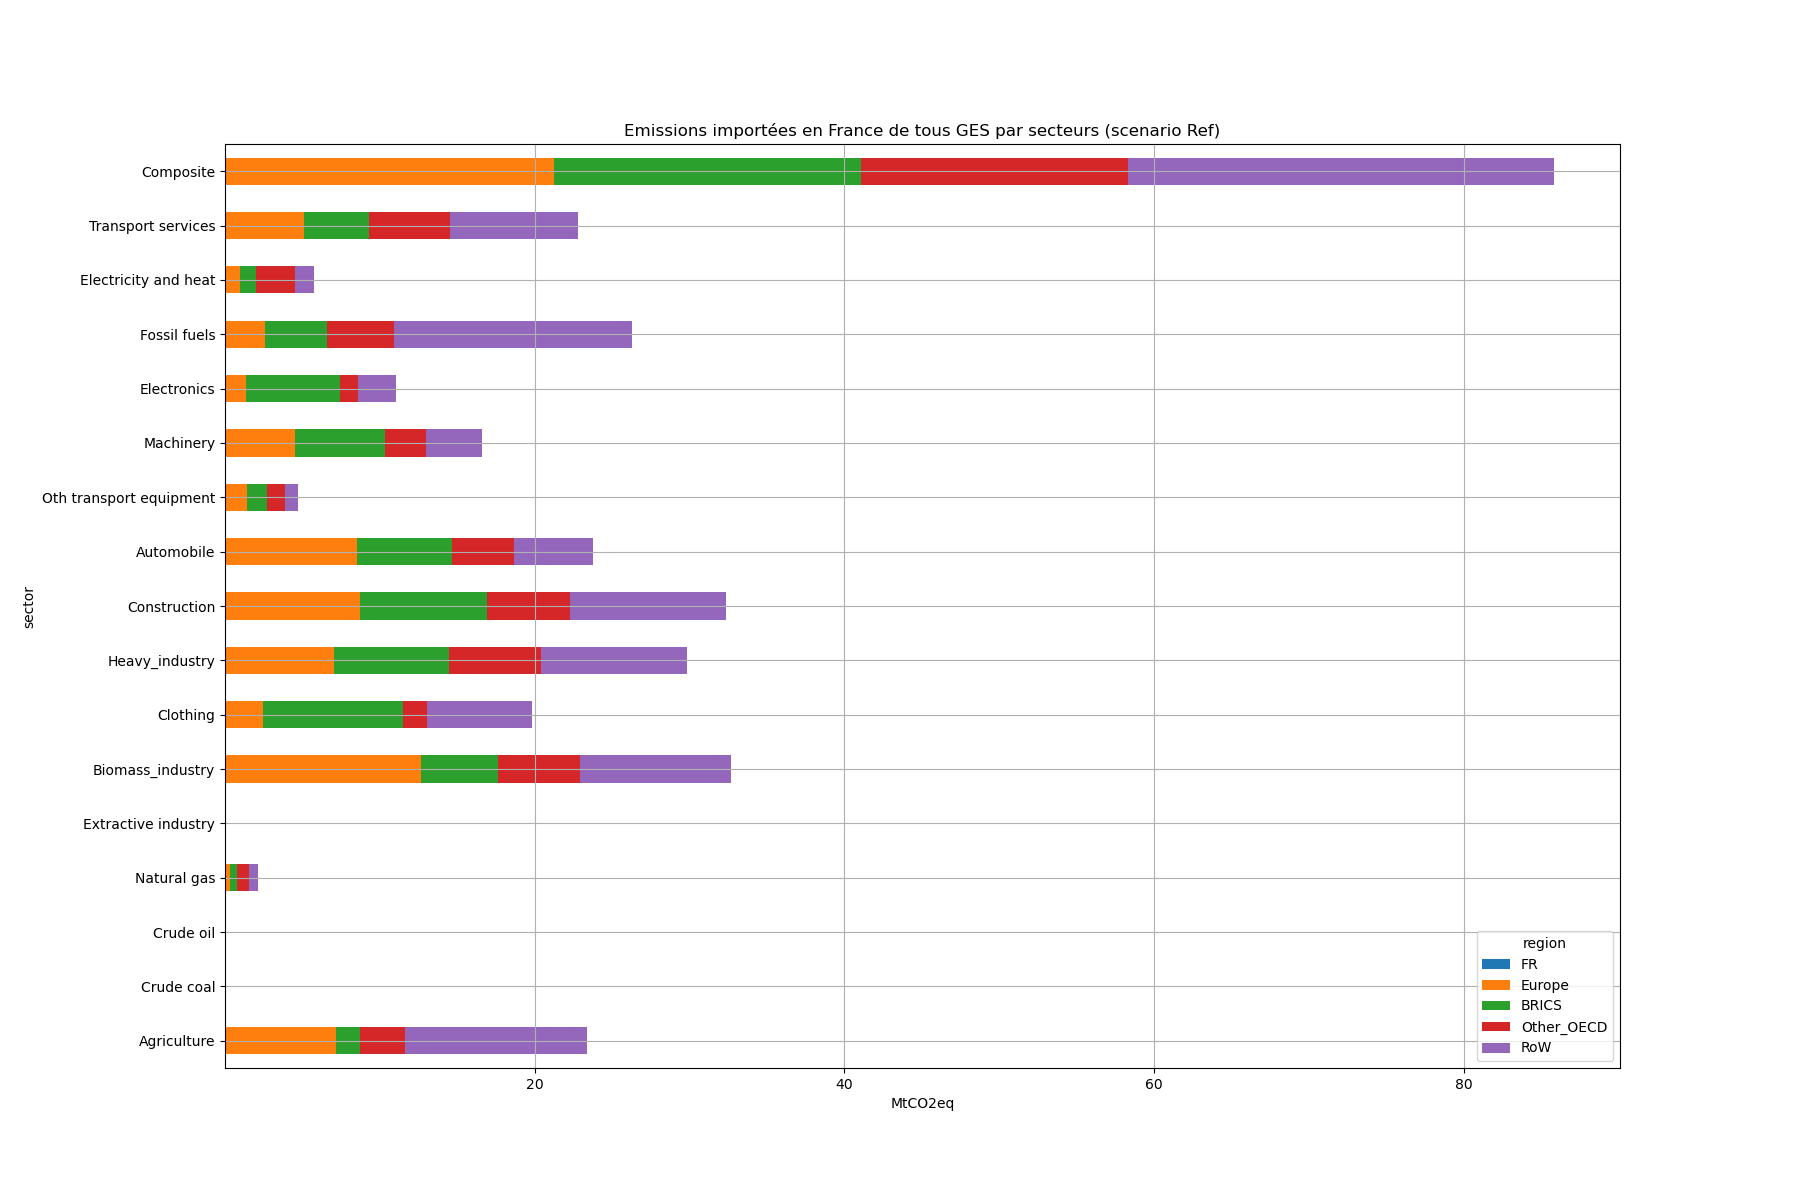 Emissions importées en France de tous GES par secteurs (scenario Ref)
Composite
Transport services
Electricity and heat
Fossil fuels
Electronics
Machinery
Oth transport equipment
Automobile
Construction
Heavy_industry
Clothing
Biomass_industry
Extractive industry
Natural gas
Crude oil
Crude coal
Agriculture
sector
20 40 60 80
MtCO2eq
region
FR
Europe
BRICS
Other_OECD
RoW